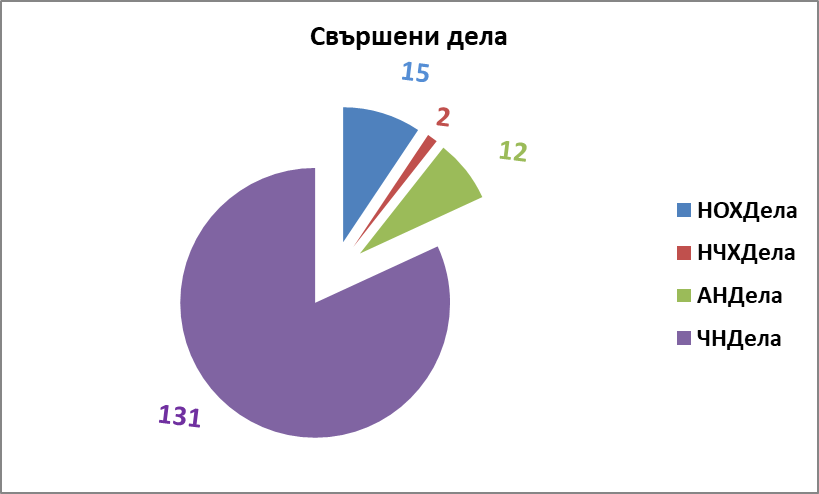 Свършени дела
15
2
12
131
НОХДела
НЧХДела
АНДела
ЧНДела